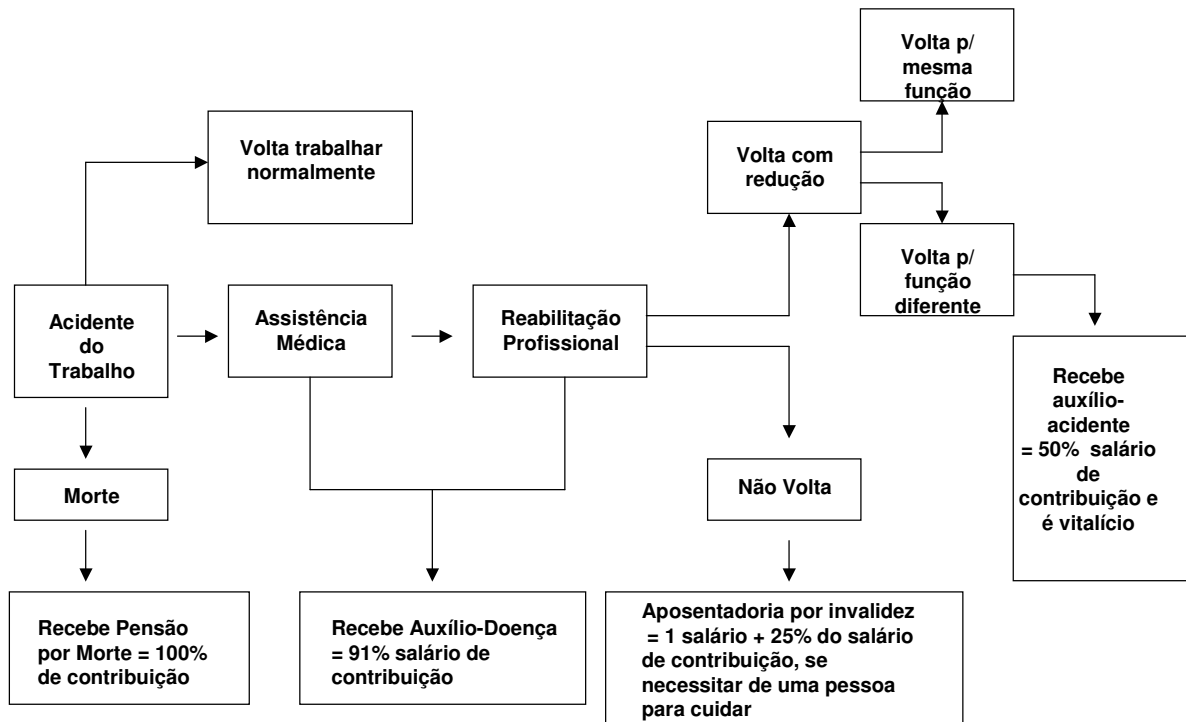 Volta p/
mesma
função
Volta trabalhar
normalmente
Volta com
redução
Volta p/
função
diferente
Acidente
do
Trabalho
Assistência
Médica
Reabilitação
Profissional
Recebe
auxílio-
acidente
= 50% salário
de
contribuição e
é vitalício
Morte
Não Volta
Recebe Pensão
por Morte = 100%
de contribuição
Recebe Auxílio-Doença
= 91% salário de
contribuição
Aposentadoria por invalidez
= 1 salário + 25% do salário
de contribuição, se
necessitar de uma pessoa
para cuidar